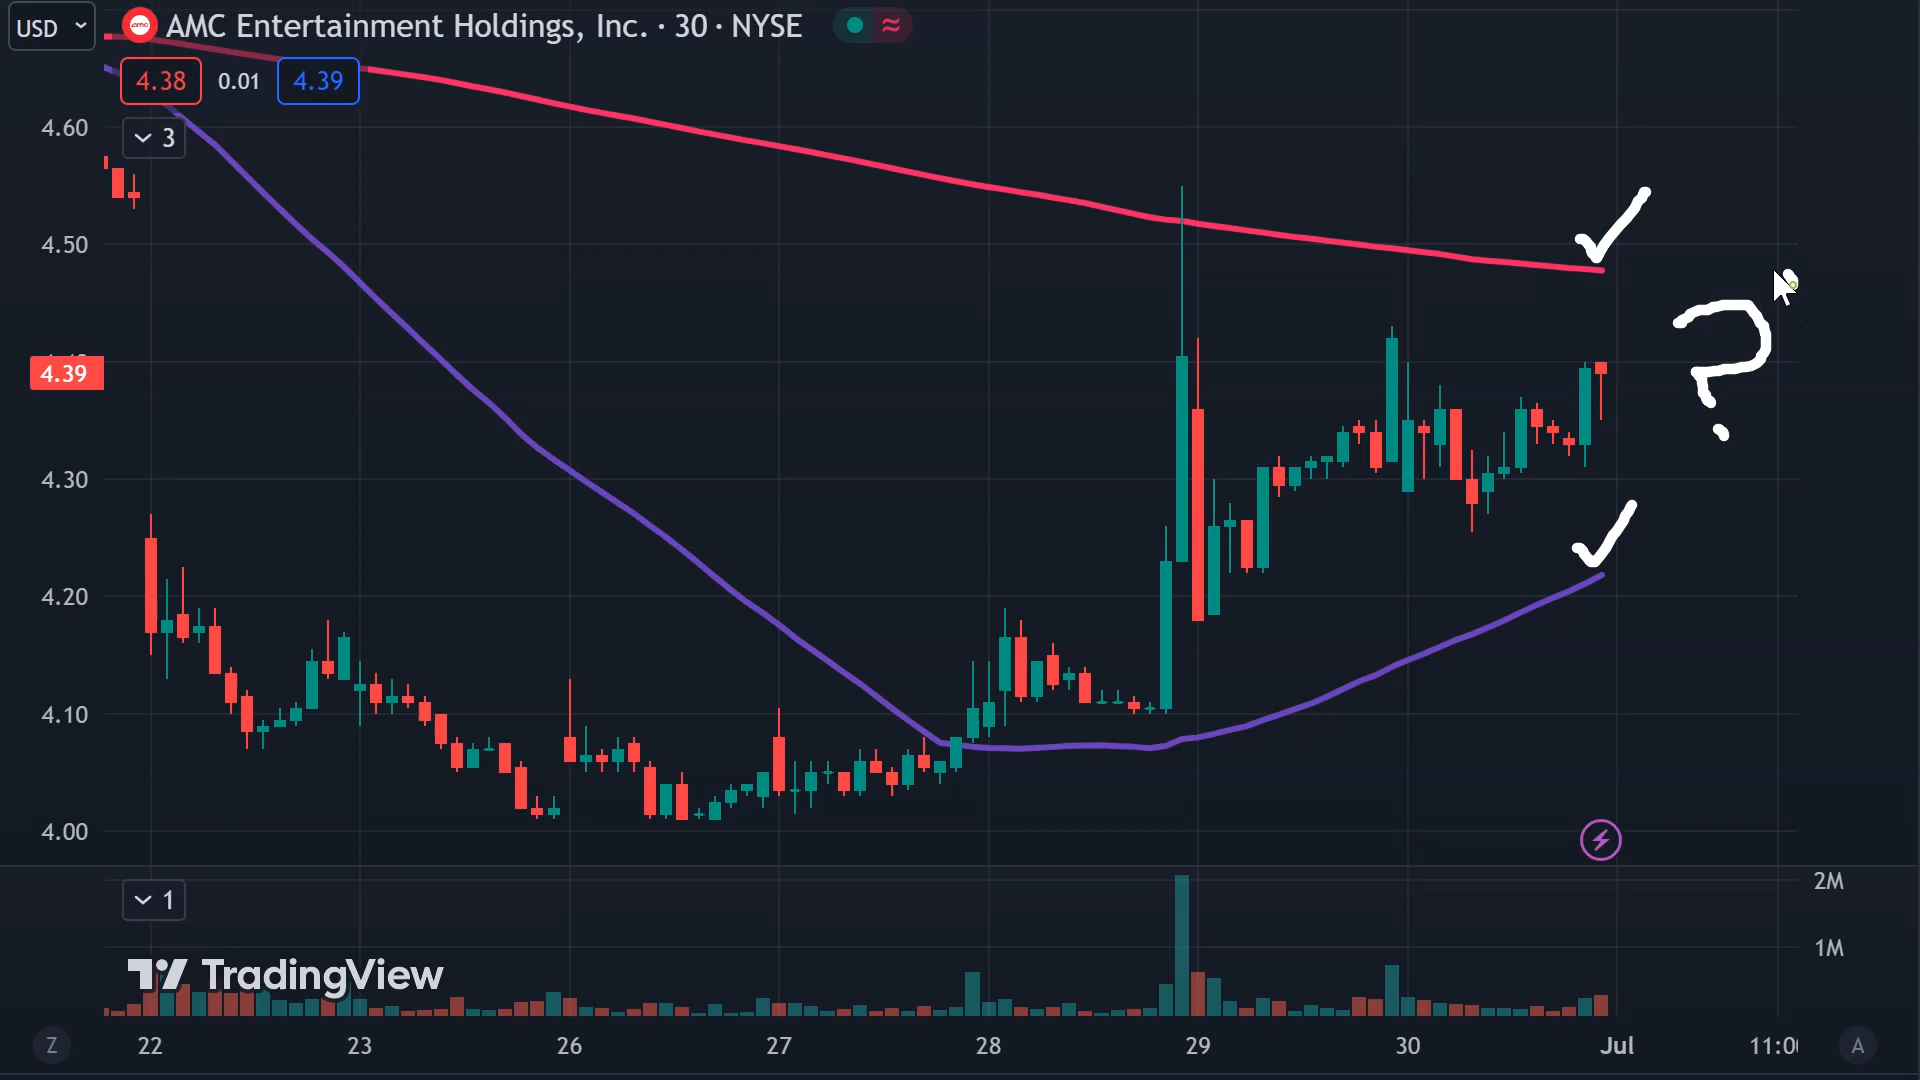 USD
amc
AMC Entertainment Holdings, Inc. · 30 · NYSE
4.38 0.01 4.39
3
4.60
4.50
4.39
4.30
4.20
4.10
4.00
?
1
2M
1M
TradingView
Z 22 23 26 27 28 29 30 Jul 11:00 A